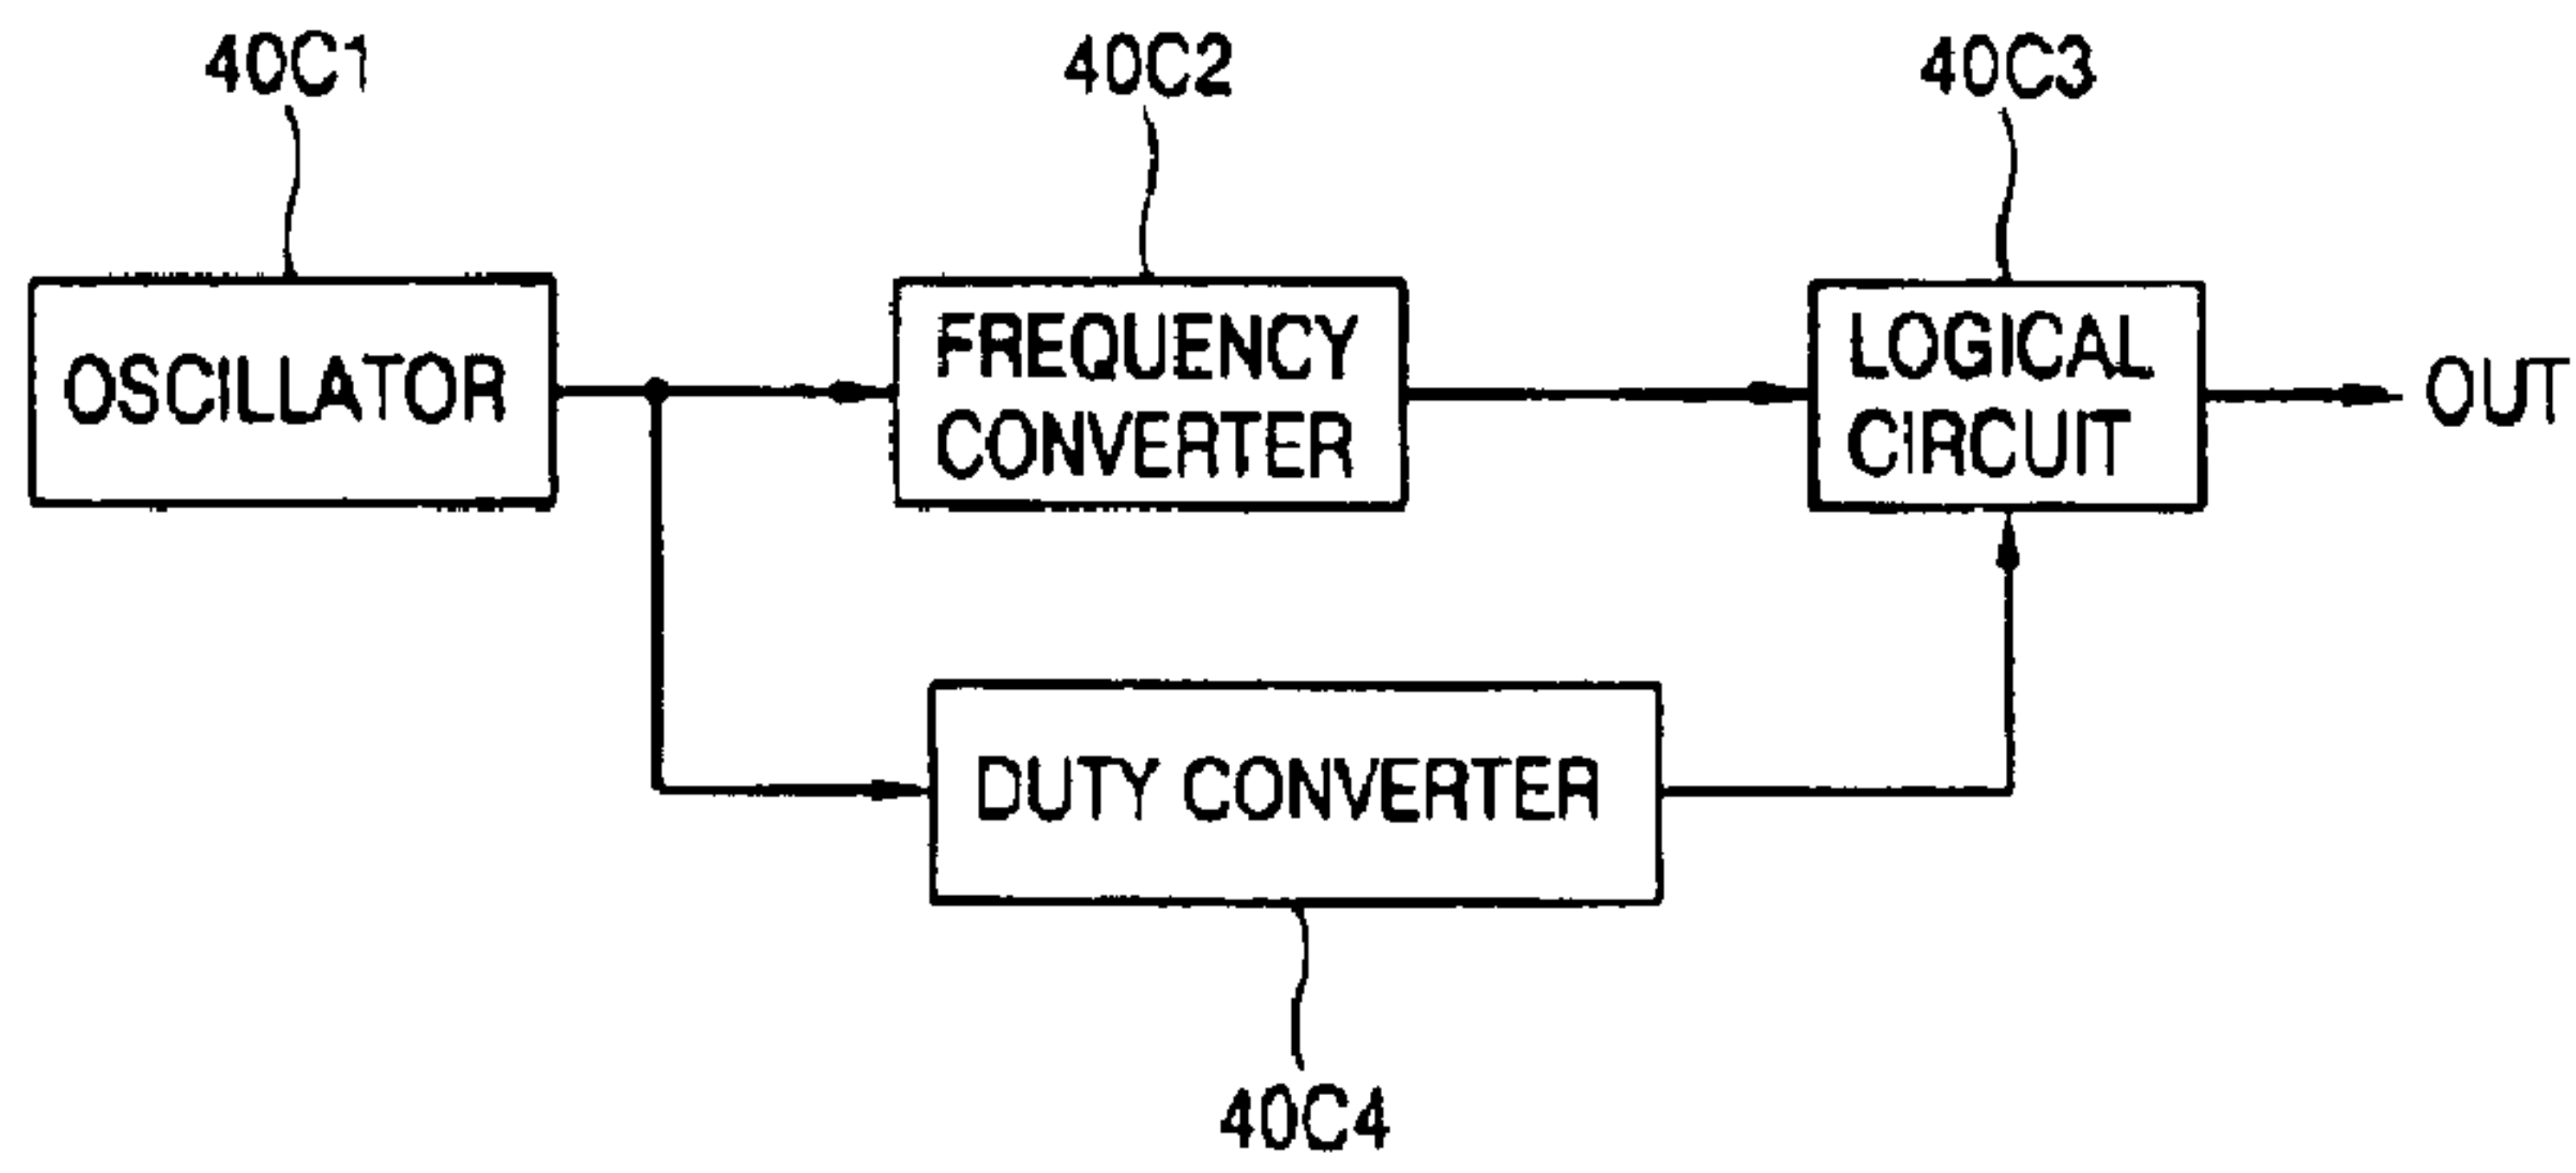 40C1
40C2
40C3
OSCILLATOR
FREQUENCY
CONVERTER
LOGICAL
CIRCUIT
OUT
DUTY CONVERTER
40C4